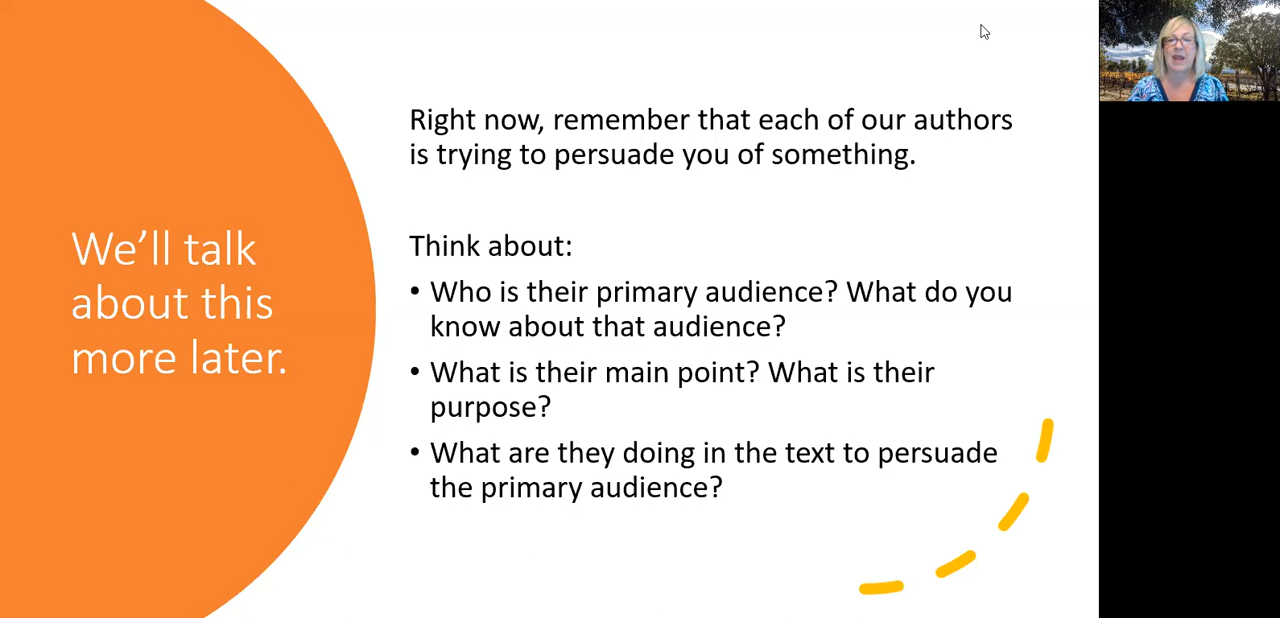 We’ll talk
about this
more later.
Right now, remember that each of our authors
is trying to persuade you of something.
Think about:
• Who is their primary audience? What do you
know about that audience?
• What is their main point? What is their
purpose?
• What are they doing in the text to persuade
the primary audience?